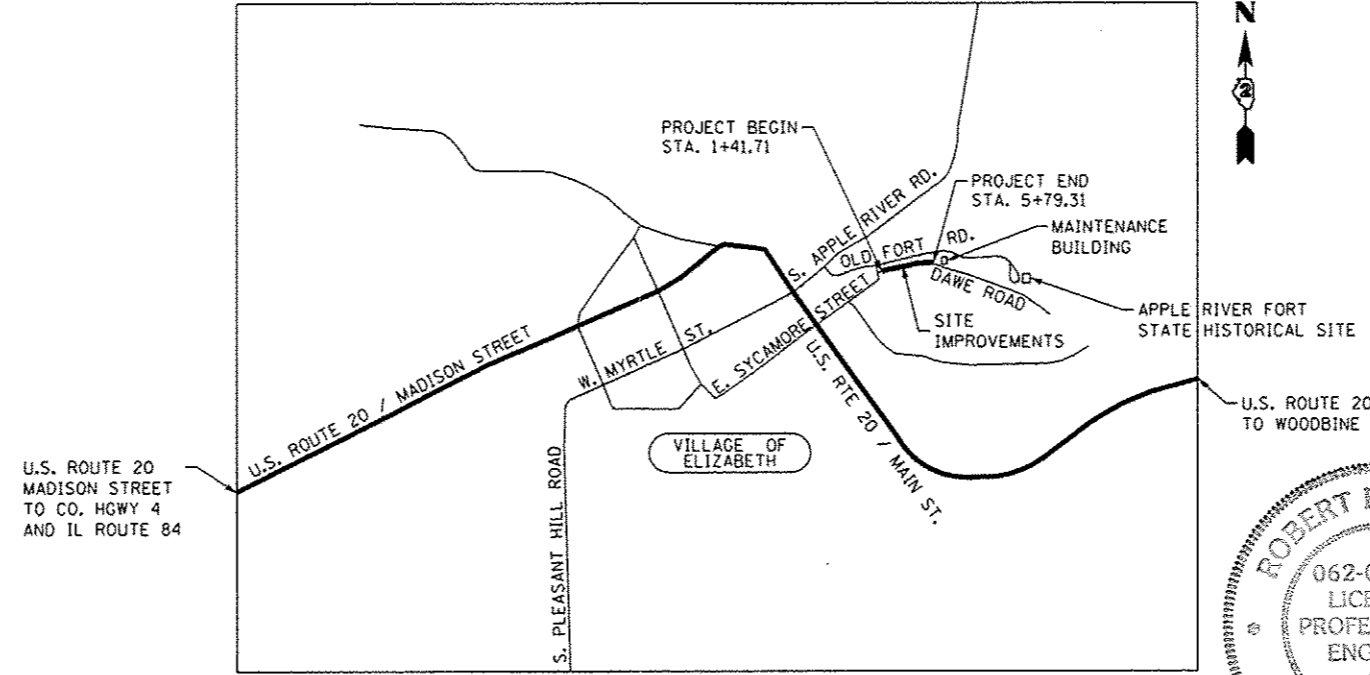 N
2
PROJECT BEGIN
STA. 1+41.71
S. APPLE RIVER RD.
PROJECT END
STA. 5+79.31
MAINTENANCE
BUILDING
OLD FORT RD.
DAWE ROAD
APPLE RIVER FORT
STATE HISTORICAL SITE
SITE
IMPROVEMENTS
W. MYRTLE ST.
E. SYCAMORE STREET
U.S. ROUTE 20 / MADISON STREET
U.S. RTE 20 / MAIN ST.
U.S. ROUTE 20
TO WOODBINE
VILLAGE OF
ELIZABETH
U.S. ROUTE 20
MADISON STREET
TO CO. HGWY 4
AND IL ROUTE 84
S. PLEASANT HILL ROAD
ROBERT
062-0
LICE
PROFE
ENG